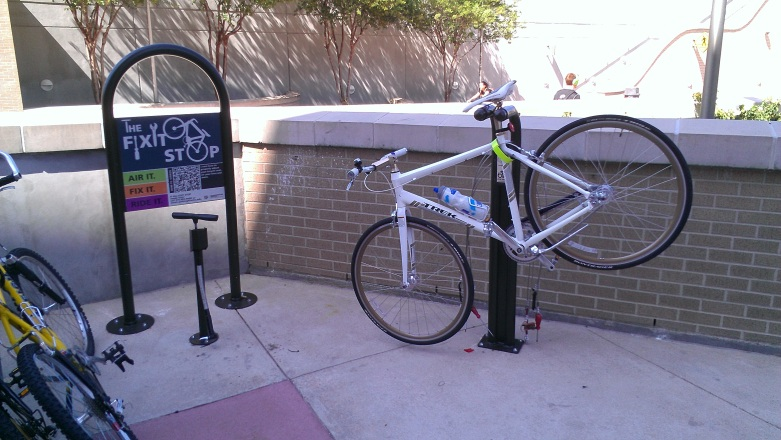 THE
FIXIT
STOP
AIR IT.
FIX IT.
RIDE IT.
TREK